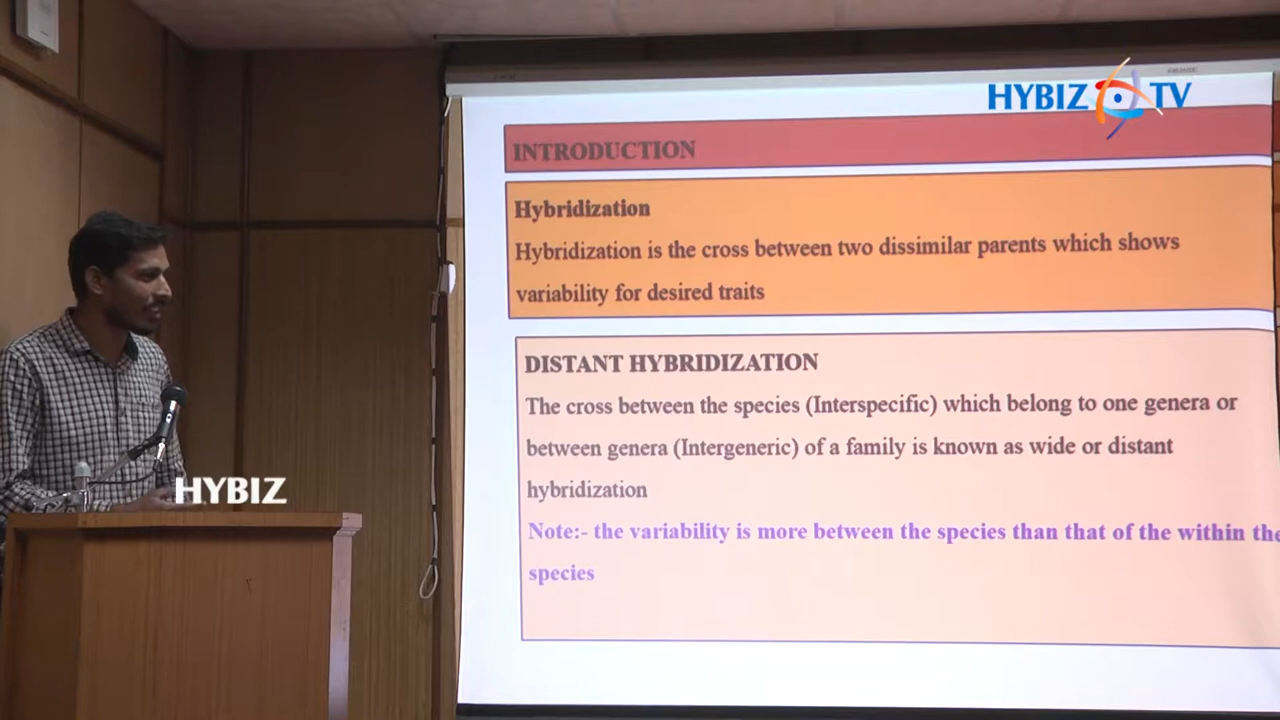 HYBIZ TV
INTRODUCTION
Hybridization
Hybridization is the cross between two dissimilar parents which shows
variability for desired traits
DISTANT HYBRIDIZATION
The cross between the species (Interspecific) which belong to one genera or
between genera (Intergeneric) of a family is known as wide or distant
hybridization
Note:- the variability is more between the species than that of the within the
species
HYBIZ